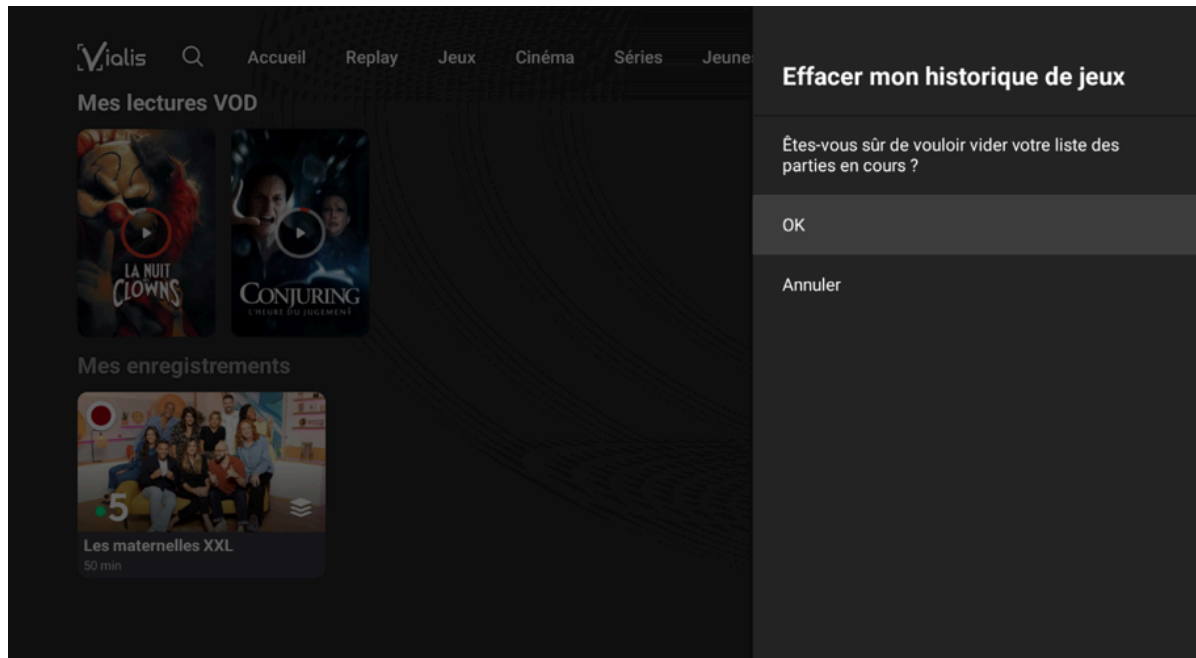 Vialis
Accueil Replay Jeux Cinéma Séries Jeune
Mes lectures VOD
LA NUIT
DES
CLOWNS
CONJURING
L'HEURE DU JUGEMENT
Mes enregistrements
5
Les maternelles XXL
50 min
Effacer mon historique de jeux
Êtes-vous sûr de vouloir vider votre liste des
parties en cours ?
OK
Annuler